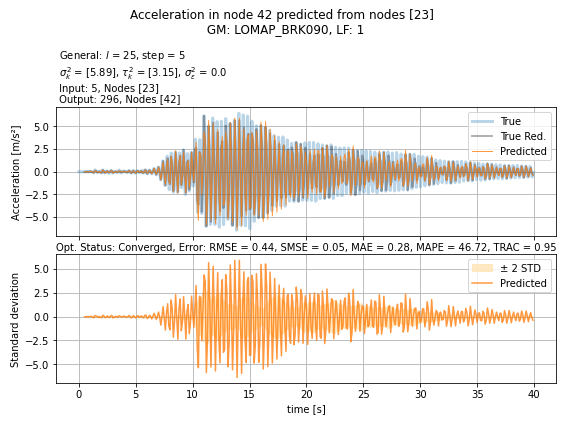 Acceleration in node 42 predicted from nodes [23]
GM: LOMAP_BRK090, LF: 1
General: l = 25, step = 5
σ²ₖ = [5.89], τ²ₖ = [3.15], σ²ε = 0.0
Input: 5, Nodes [23]
Output: 296, Nodes [42]
Acceleration [m/s²]
5.0
2.5
0.0
−2.5
−5.0
True
True Red.
Predicted
Opt. Status: Converged, Error: RMSE = 0.44, SMSE = 0.05, MAE = 0.28, MAPE = 46.72, TRAC = 0.95
Standard deviation
5.0
2.5
0.0
−2.5
−5.0
± 2 STD
Predicted
0 5 10 15 20 25 30 35 40
time [s]